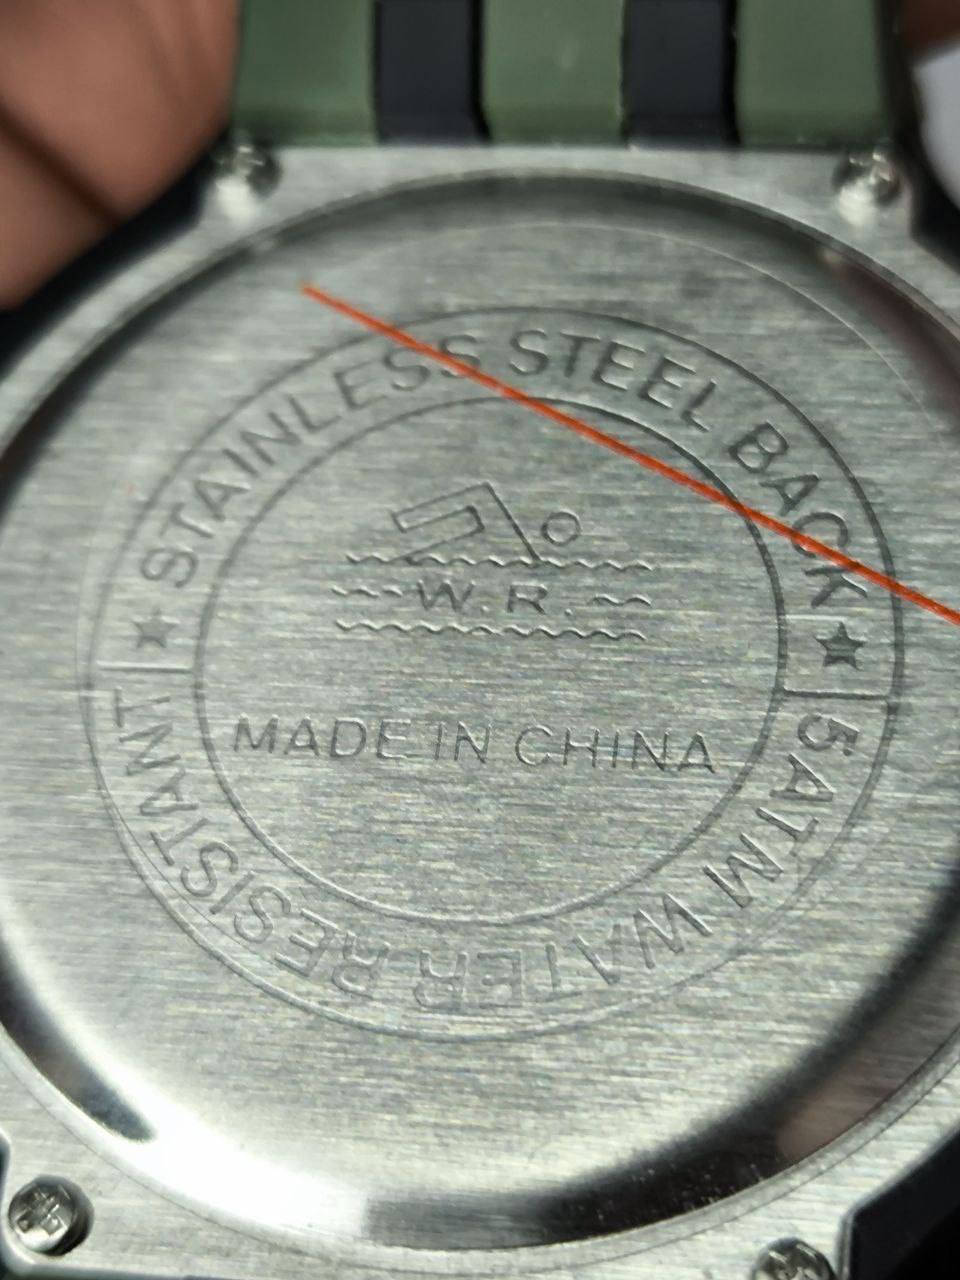 ★ STAINLESS STEEL BACK ★
W.R.
MADE IN CHINA
5ATM WATER RESISTANT